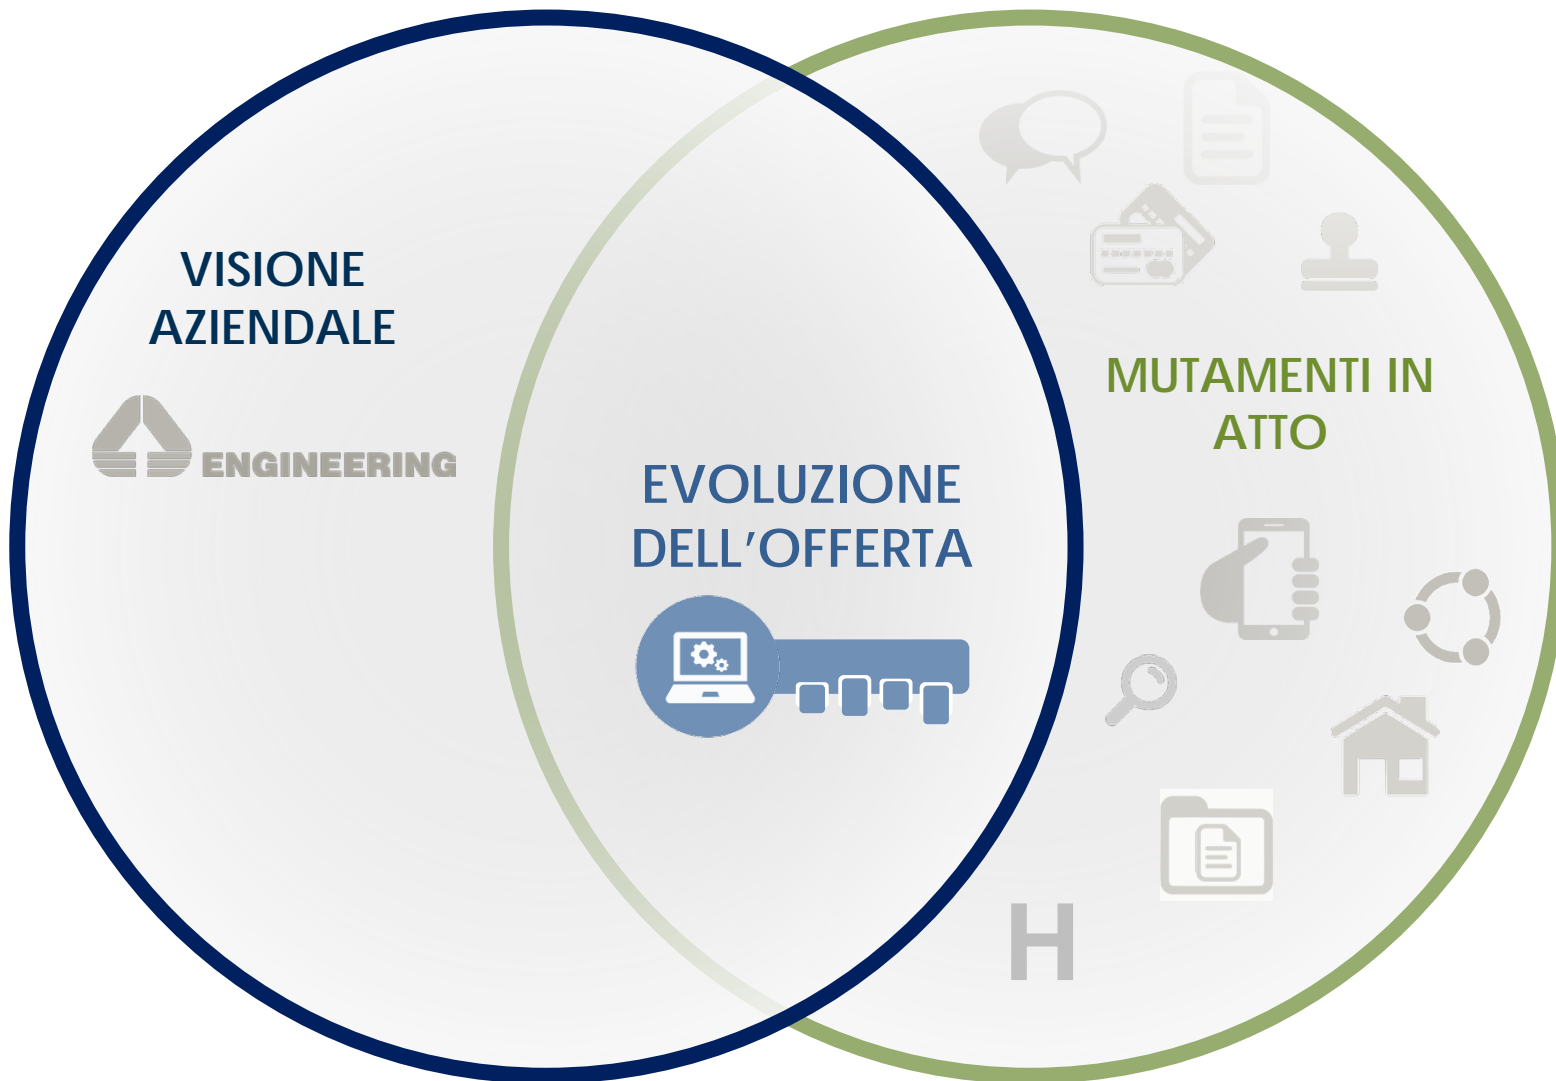 VISIONE
AZIENDALE
ENGINEERING
EVOLUZIONE
DELL’OFFERTA
MUTAMENTI IN
ATTO
H